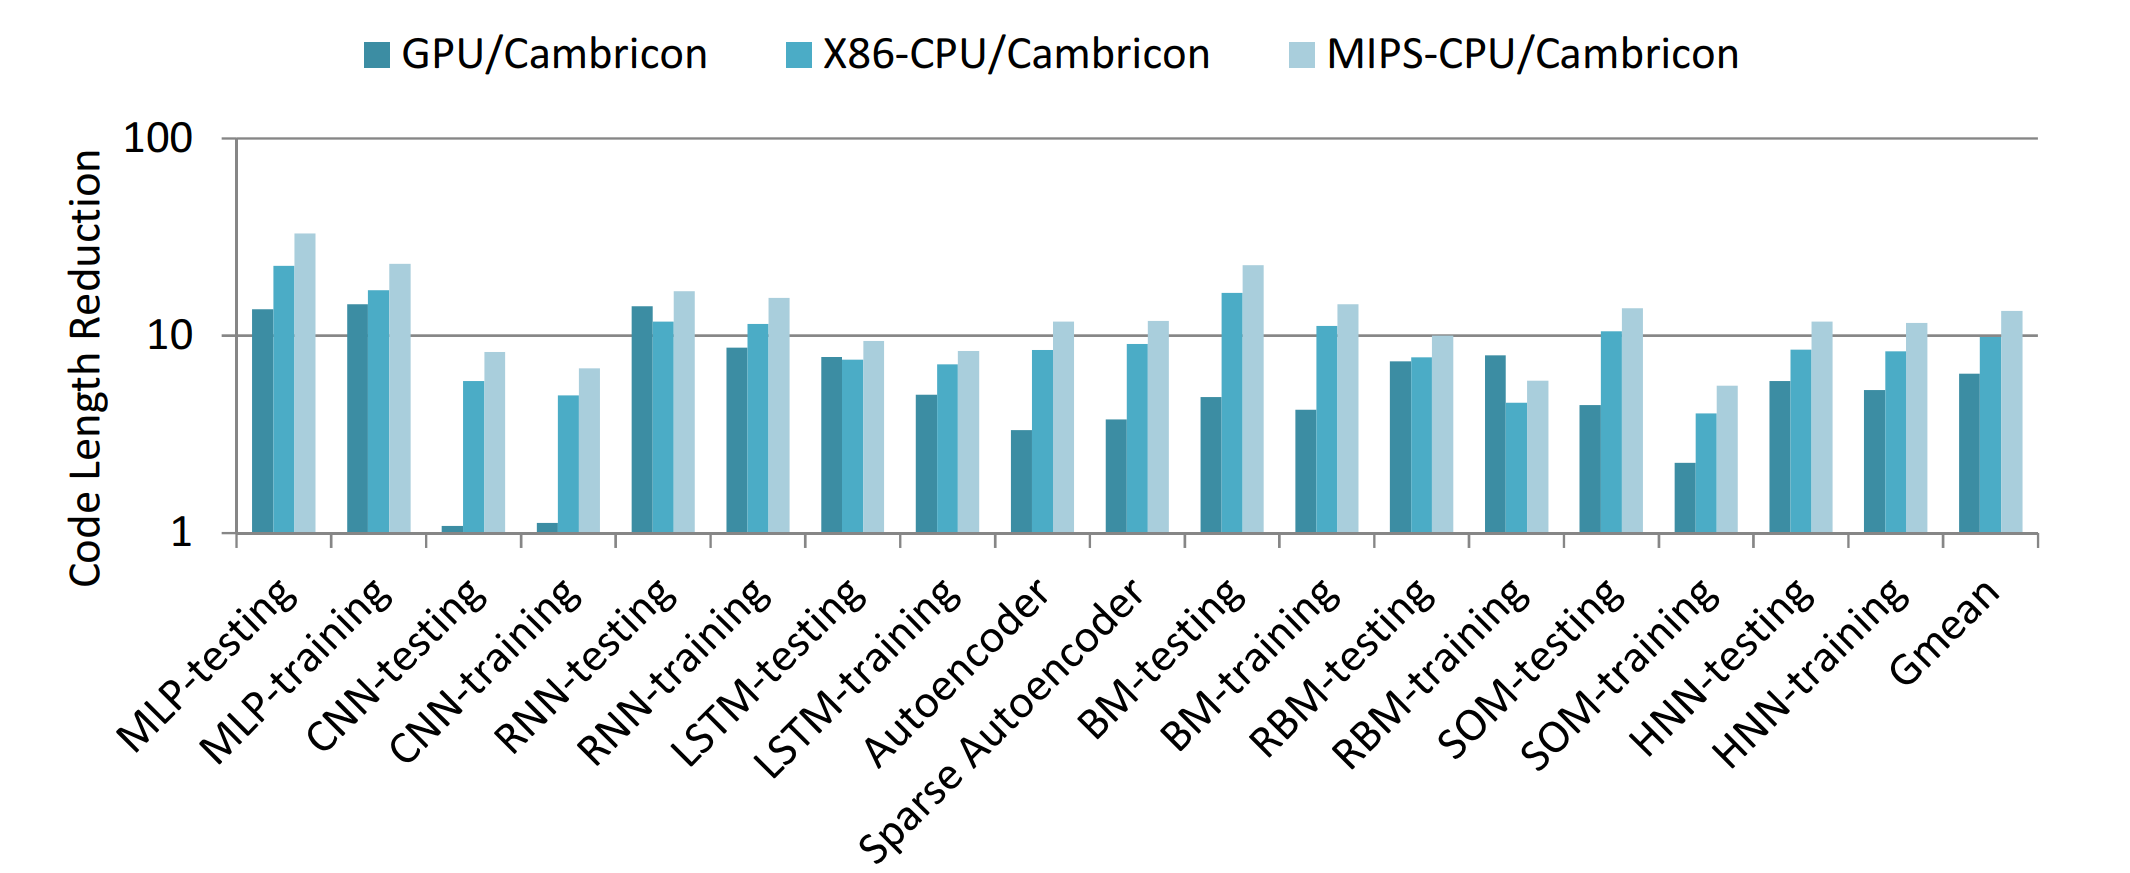 GPU/Cambricon X86-CPU/Cambricon MIPS-CPU/Cambricon
Code Length Reduction
100
10
1
MLP-testing
MLP-training
CNN-testing
CNN-training
RNN-testing
RNN-training
LSTM-testing
LSTM-training
Autoencoder
Sparse Autoencoder
BM-testing
BM-training
RBM-testing
RBM-training
SOM-testing
SOM-training
HNN-testing
HNN-training
Gmean